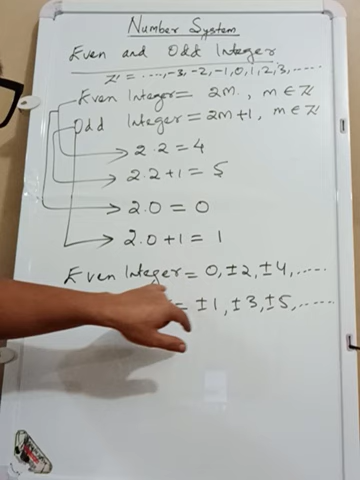 Number System
Even and Odd Integer
Z = ...., -3, -2, -1, 0, 1, 2, 3, .....
Even Integer = 2m, m ∈ Z
Odd Integer = 2m+1, m ∈ Z
2.2 = 4
2.2+1 = 5
2.0 = 0
2.0+1 = 1
Even Integer = 0, ±2, ±4, .....
= ±1, ±3, ±5, .....